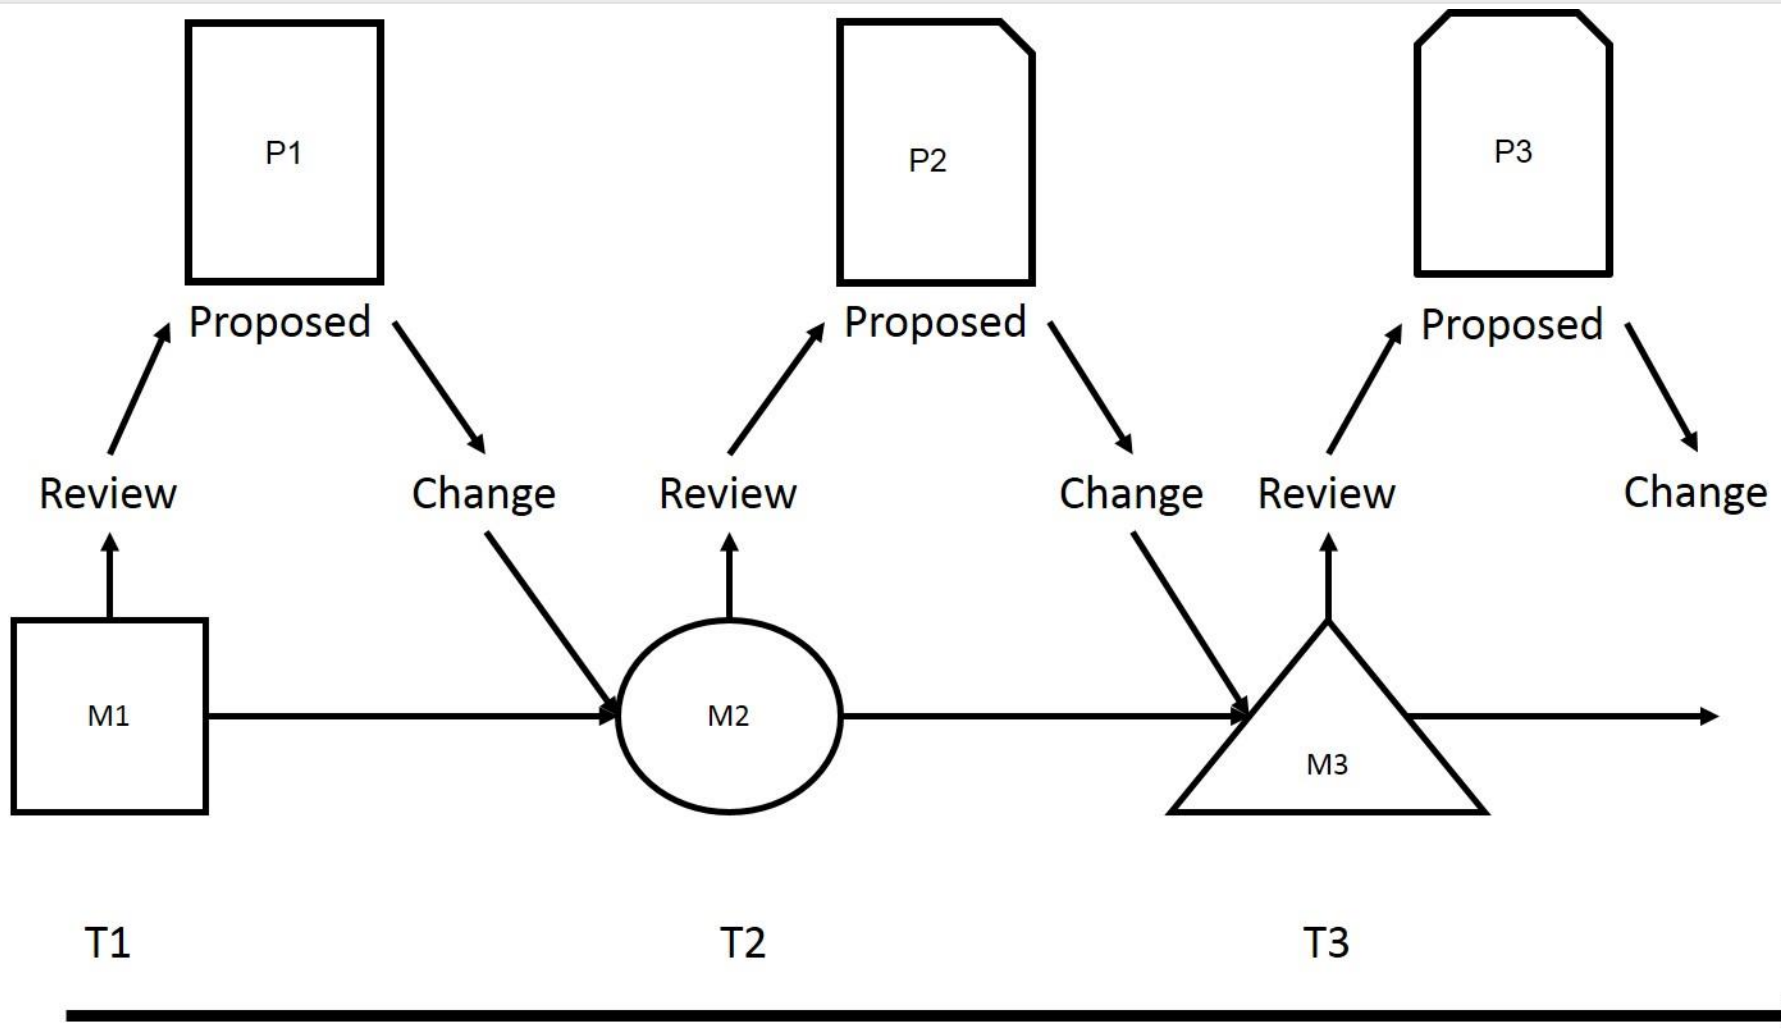 P1
P2
P3
Proposed
Proposed
Proposed
Review
Change
Review
Change
Review
Change
M1
M2
M3
T1
T2
T3